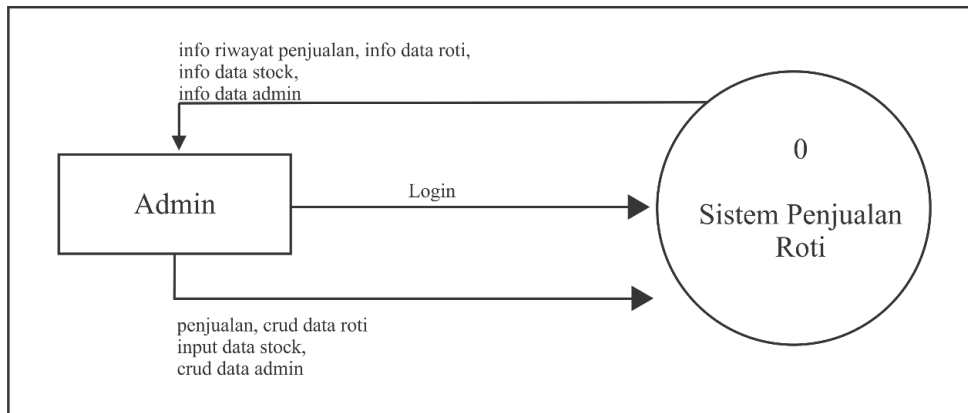 info riwayat penjualan, info data roti,
info data stock,
info data admin
0
Admin
Login
Sistem Penjualan
Roti
penjualan, crud data roti
input data stock,
crud data admin